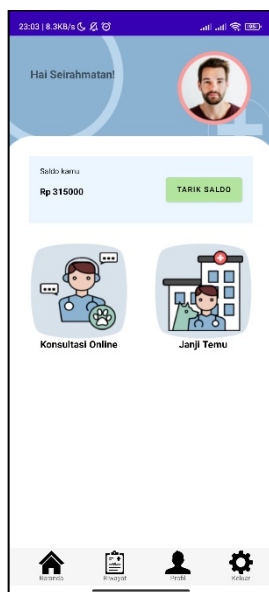 23:03 | 8.3KB/s
Hai Seirahmatan!
Saldo kamu
Rp 315000
TARIK SALDO
Konsultasi Online
Janji Temu
Beranda
Riwayat
Profil
Keluar